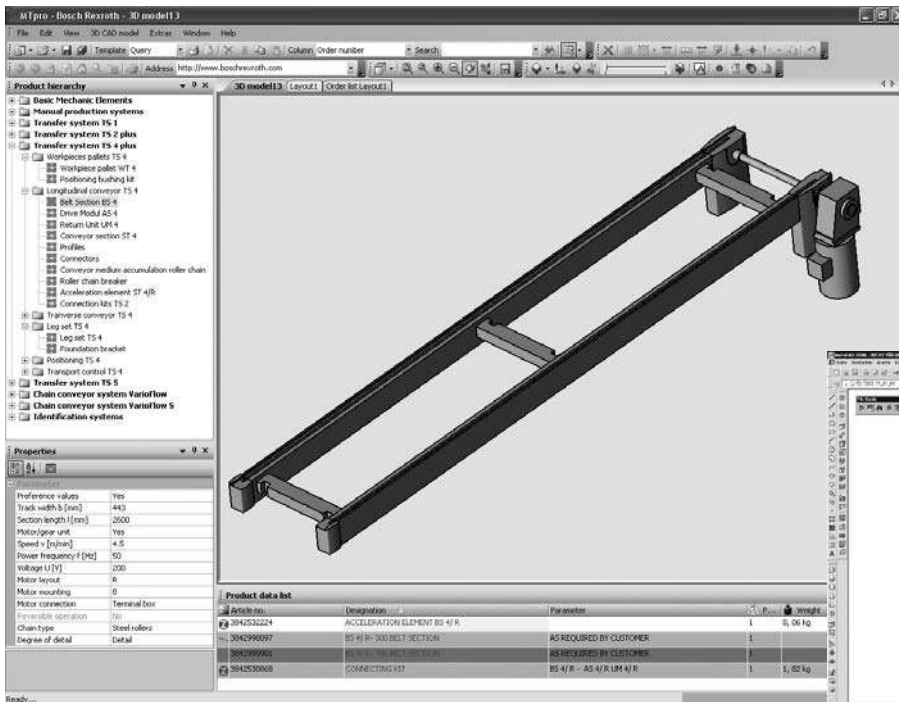 MTpro - Bosch Rexroth - 3D model13
File Edit View 3D CAD model Extras Window Help
Template Query Column Order number Search
Address http://www.boschrexroth.com
Product hierarchy
3D model13 Layout1 Order list Layout1
Basic Mechanic Elements
Manual production systems
Transfer system TS 1
Transfer system TS 2 plus
Transfer system TS 4 plus
Workpieces pallets TS 4
Workpiece pallet WT 4
Positioning bushing kit
Longitudinal conveyor TS 4
Belt Section BS 4
Drive Modul AS 4
Return Unit UM 4
Conveyor section ST 4
Profiles
Connectors
Conveyor medium accumulation roller chain
Roller chain breaker
Acceleration element ST 4/R
Connection kits TS 2
Tranverse conveyor TS 4
Leg set TS 4
Leg set TS 4
Foundation bracket
Positioning TS 4
Transport control TS 4
Transfer system TS 5
Chain conveyor system VarioFlow
Chain conveyor system VarioFlow S
Identification systems
Properties
Parameter
Preference values Yes
Track width b [mm] 443
Section length l [mm] 2600
Motor/gear unit Yes
Speed v [m/min] 4.5
Power frequency f [Hz] 50
Voltage U [V] 200
Motor layout R
Motor mounting
Motor connection Terminal box
Reversible operation No
Chain type Steel rollers
Degree of detail Detail
Product data list
Article no. Designation Parameter P... Weight
3842532224 ACCELERATION ELEMENT BS 4/ R 1 0, 06 kg
3842998097 BS 4/ R- 300 BELT SECTION AS REQUIRED BY CUSTOMER 1
BELT SECTION AS REQUIRED BY CUSTOMER 1
3842530868 CONNECTING KIT BS 4/ R - AS 4/ R UM 4/ R 1 1, 82 kg
Ready...